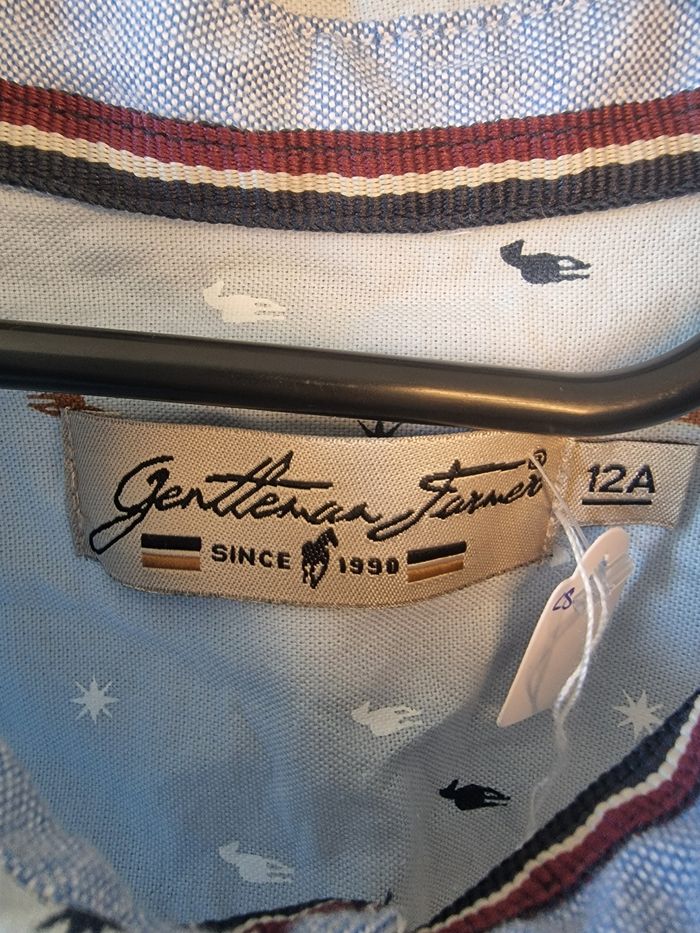 Gentleman Farmer®
SINCE 1990
12A